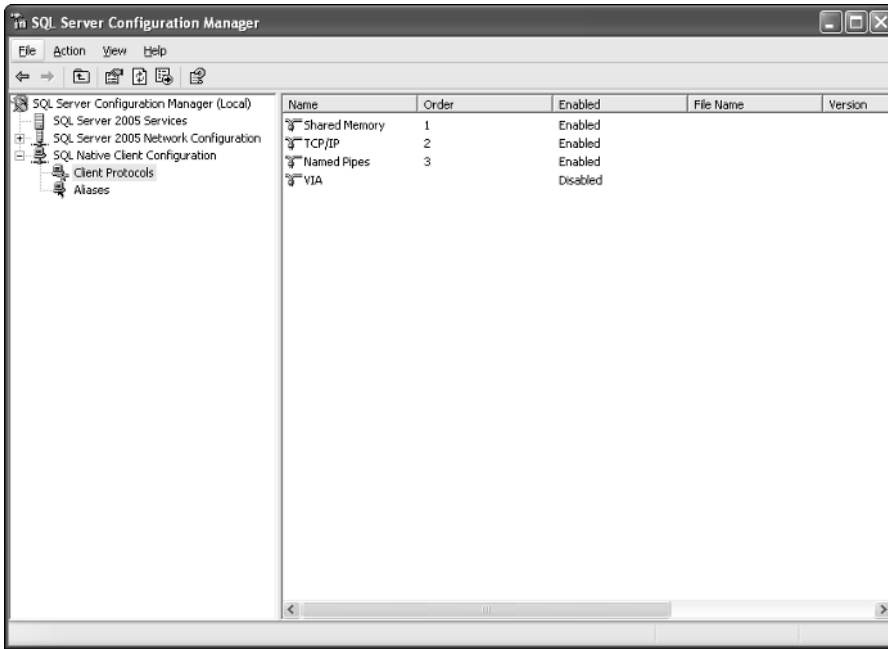 SQL Server Configuration Manager
File Action View Help
SQL Server Configuration Manager (Local)
SQL Server 2005 Services
SQL Server 2005 Network Configuration
SQL Native Client Configuration
Client Protocols
Aliases
Name Order Enabled File Name Version
Shared Memory 1 Enabled
TCP/IP 2 Enabled
Named Pipes 3 Enabled
VIA Disabled